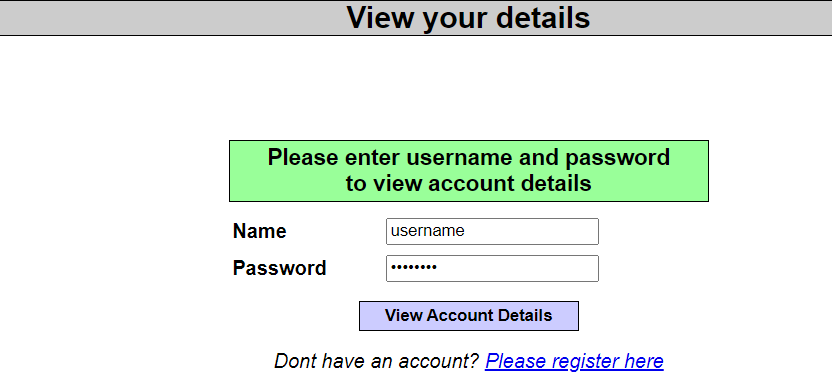 View your details
Please enter username and password
to view account details
Name username
Password ••••••••
View Account Details
Dont have an account? Please register here